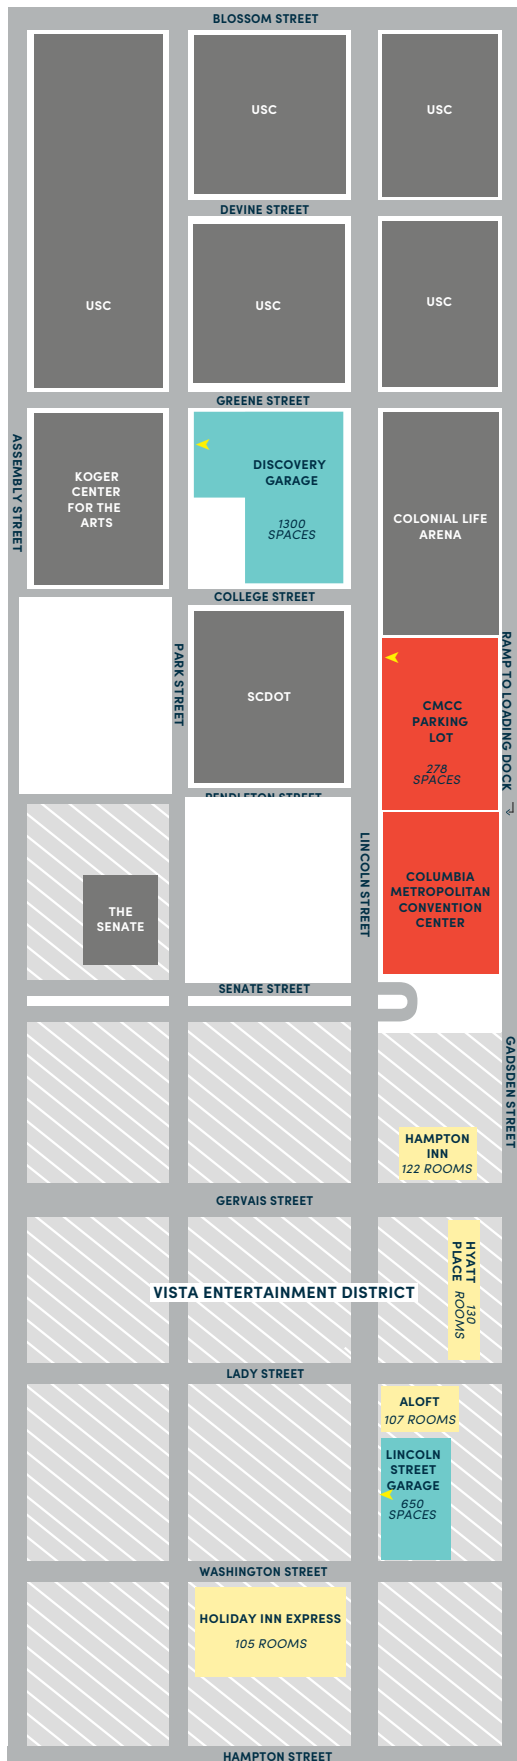 BLOSSOM STREET
USC
USC
DEVINE STREET
USC
USC
USC
GREENE STREET
ASSEMBLY STREET
KOGER
CENTER
FOR THE
ARTS
DISCOVERY
GARAGE
1300
SPACES
COLONIAL LIFE
ARENA
COLLEGE STREET
PARK STREET
SCDOT
RAMP TO LOADING DOCK
CMCC
PARKING
LOT
278
SPACES
PENDLETON STREET
LINCOLN STREET
THE
SENATE
COLUMBIA
METROPOLITAN
CONVENTION
CENTER
SENATE STREET
GADSDEN STREET
HAMPTON
INN
122 ROOMS
GERVAIS STREET
HYATT
PLACE
130
ROOMS
VISTA ENTERTAINMENT DISTRICT
LADY STREET
ALOFT
107 ROOMS
LINCOLN
STREET
GARAGE
650
SPACES
WASHINGTON STREET
HOLIDAY INN EXPRESS
105 ROOMS
HAMPTON STREET